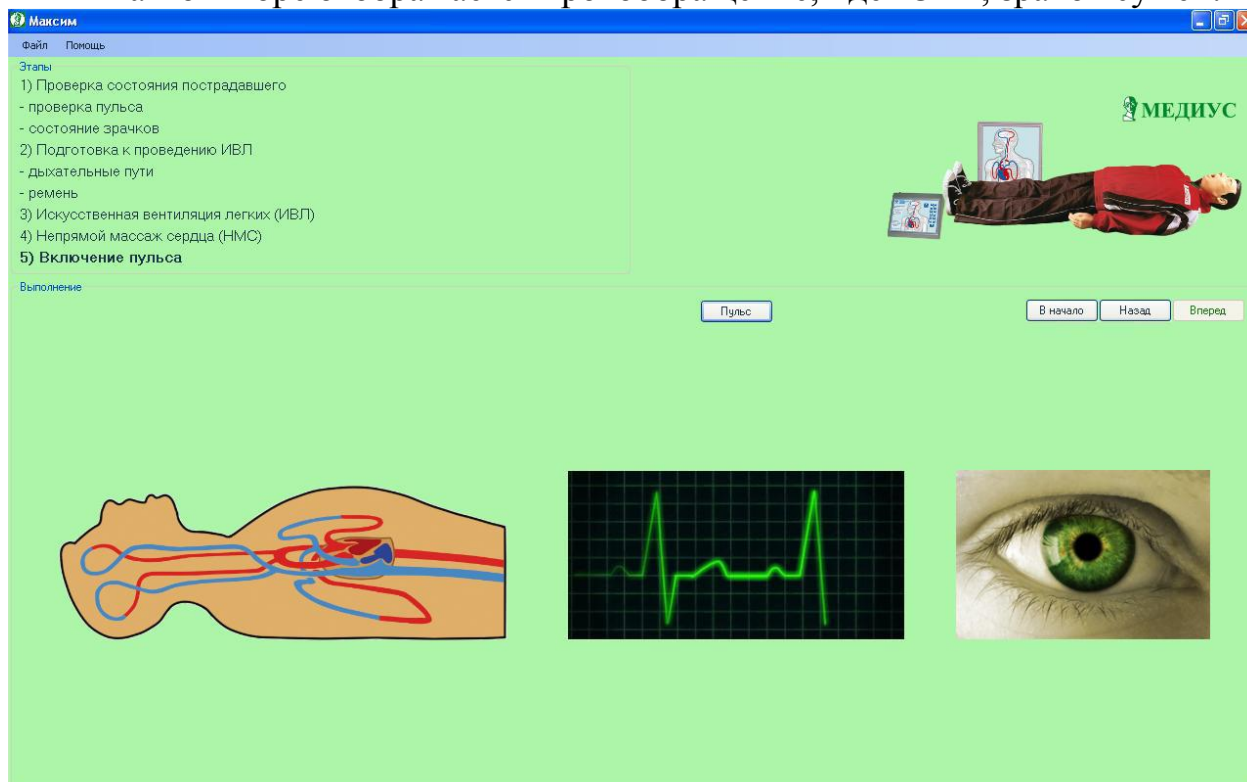 Максим
Файл Помощь
Этапы
1) Проверка состояния пострадавшего
- проверка пульса
- состояние зрачков
2) Подготовка к проведению ИВЛ
- дыхательные пути
- ремень
3) Искусственная вентиляция легких (ИВЛ)
4) Непрямой массаж сердца (НМС)
5) Включение пульса
МЕДИУС
Выполнение
Пульс
В начало Назад Вперед